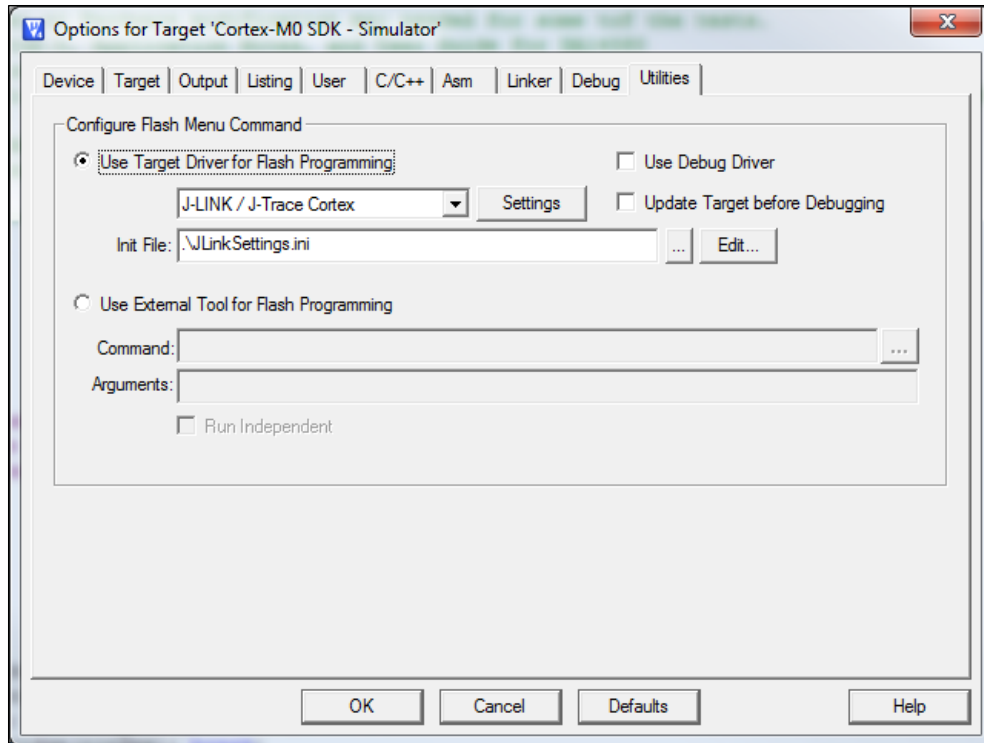 Options for Target 'Cortex-M0 SDK - Simulator'
Device Target Output Listing User C/C++ Asm Linker Debug Utilities
Configure Flash Menu Command
Use Target Driver for Flash Programming Use Debug Driver
J-LINK / J-Trace Cortex Settings Update Target before Debugging
Init File: .\JLinkSettings.ini ... Edit...
Use External Tool for Flash Programming
Command: ...
Arguments:
Run Independent
OK Cancel Defaults Help